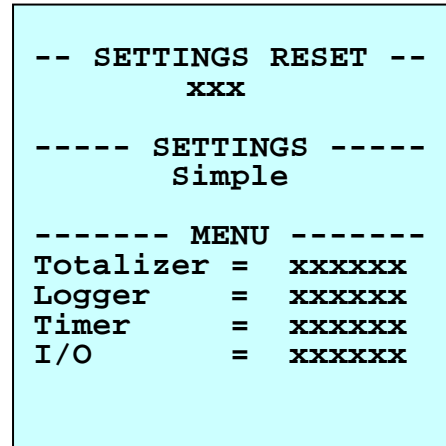 -- SETTINGS RESET --
xxx
----- SETTINGS -----
Simple
------- MENU -------
Totalizer = xxxxxx
Logger = xxxxxx
Timer = xxxxxx
I/O = xxxxxx